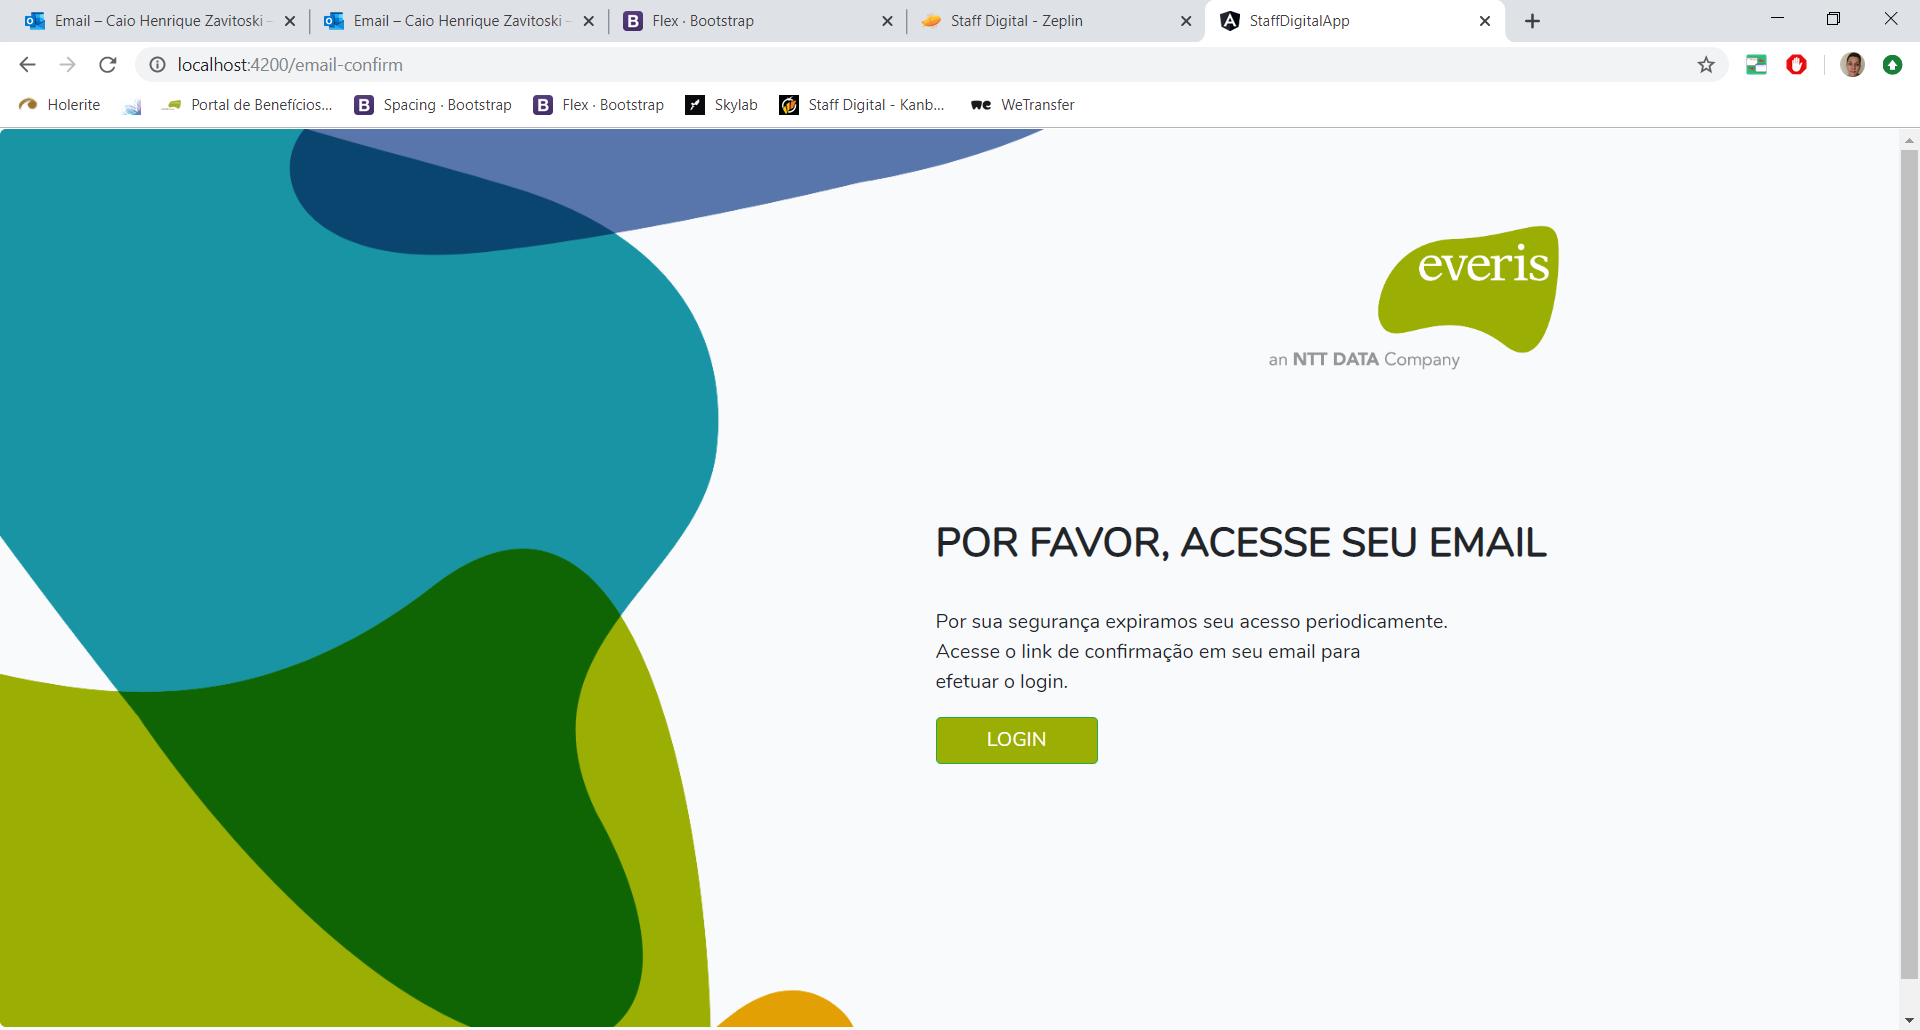 Email – Caio Henrique Zavitoski –
Email – Caio Henrique Zavitoski –
Flex · Bootstrap
Staff Digital - Zeplin
StaffDigitalApp
localhost:4200/email-confirm
Holerite
Portal de Benefícios...
Spacing · Bootstrap
Flex · Bootstrap
Skylab
Staff Digital - Kanb...
WeTransfer
everis
an NTT DATA Company
POR FAVOR, ACESSE SEU EMAIL
Por sua segurança expiramos seu acesso periodicamente.
Acesse o link de confirmação em seu email para
efetuar o login.
LOGIN